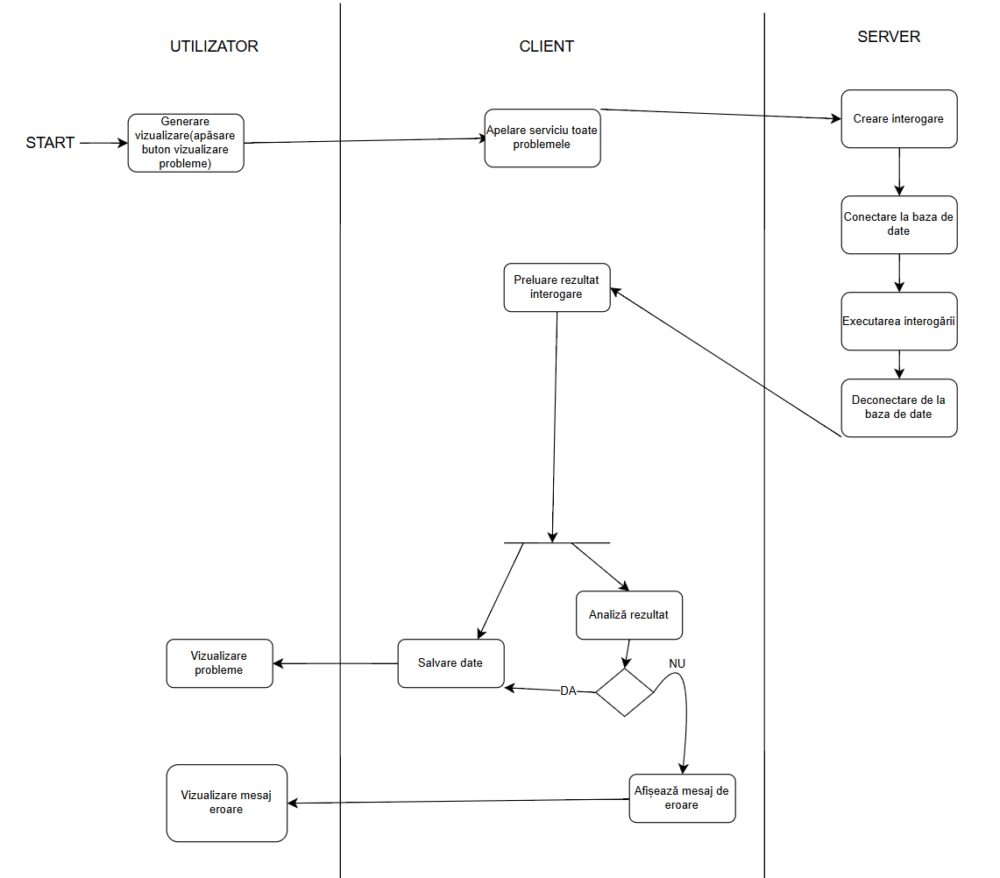 UTILIZATOR
CLIENT
SERVER
START
Generare
vizualizare(apăsare
buton vizualizare
probleme)
Apelare serviciu toate
problemele
Creare interogare
Conectare la baza de
date
Preluare rezultat
interogare
Executarea interogării
Deconectare de la
baza de date
Analiză rezultat
Vizualizare
probleme
Salvare date
DA
NU
Vizualizare mesaj
eroare
Afișează mesaj de
eroare